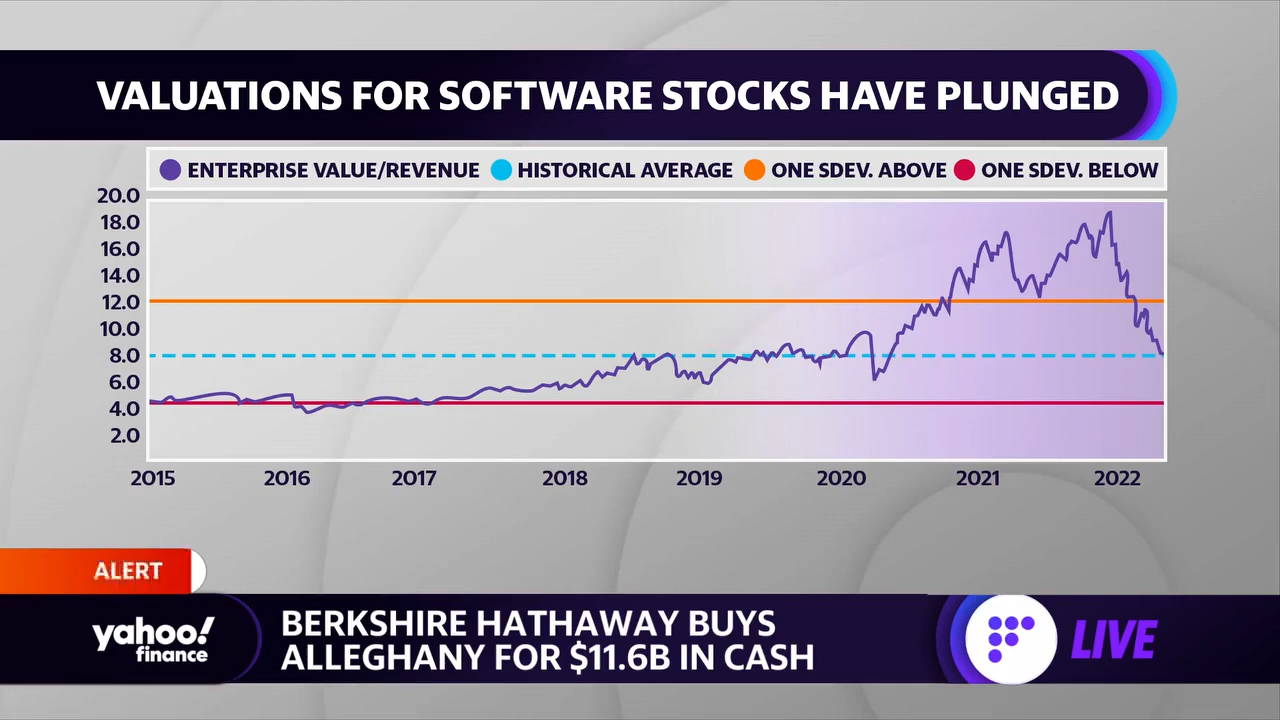 VALUATIONS FOR SOFTWARE STOCKS HAVE PLUNGED
ENTERPRISE VALUE/REVENUE HISTORICAL AVERAGE ONE SDEV. ABOVE ONE SDEV. BELOW
20.0
18.0
16.0
14.0
12.0
10.0
8.0
6.0
4.0
2.0
2015 2016 2017 2018 2019 2020 2021 2022
ALERT
yahoo!
finance
BERKSHIRE HATHAWAY BUYS
ALLEGHANY FOR $11.6B IN CASH
LIVE